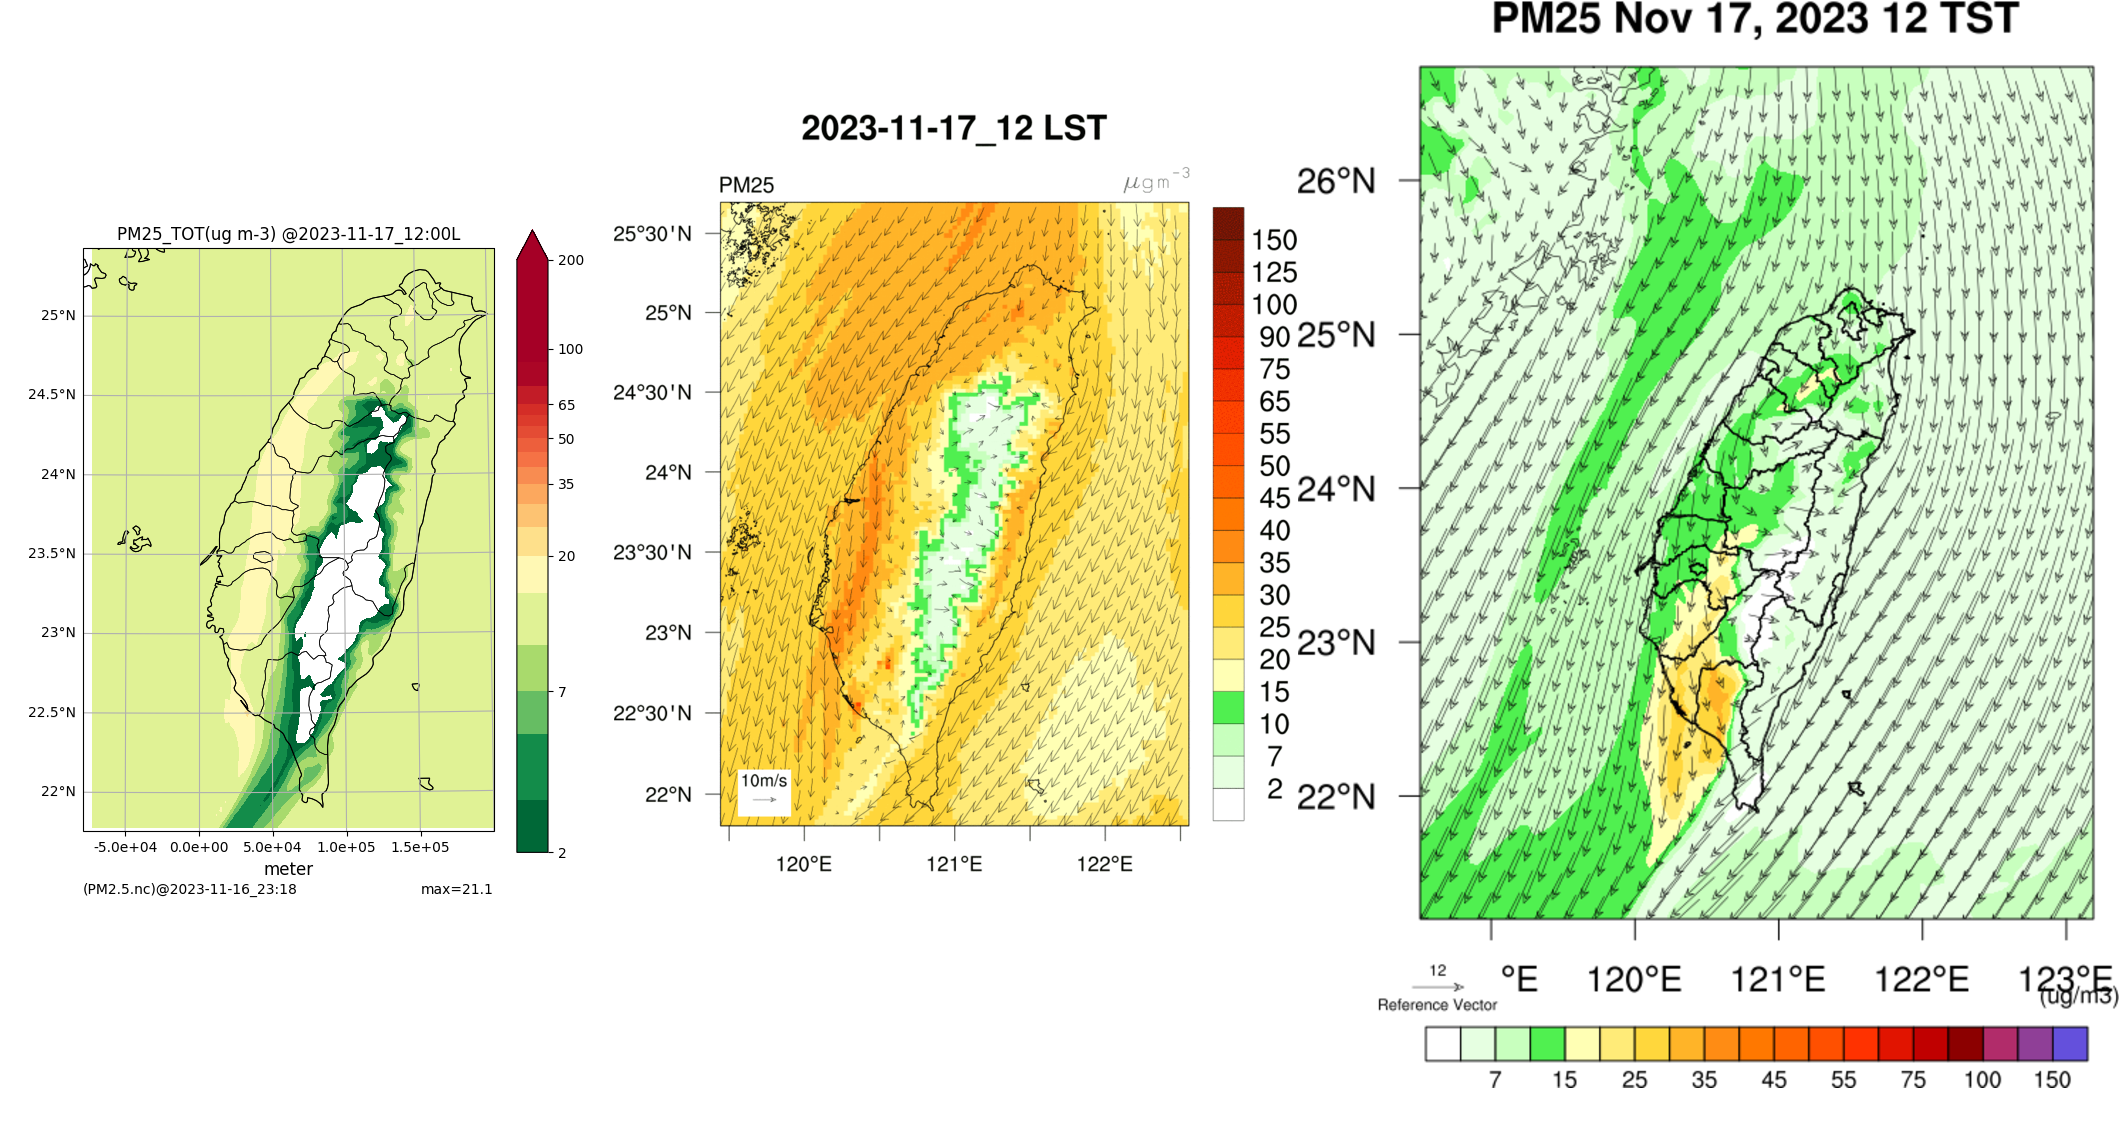 PM25_TOT(ug m-3) @2023-11-17_12:00L
25°N
24.5°N
24°N
23.5°N
23°N
22.5°N
22°N
-5.0e+04 0.0e+00 5.0e+04 1.0e+05 1.5e+05
meter
(PM2.5.nc)@2023-11-16_23:18 max=21.1
200
100
65
50
35
20
7
2
2023-11-17_12 LST
PM25 μgm⁻³
25°30'N
25°N
24°30'N
24°N
23°30'N
23°N
22°30'N
22°N
10m/s
120°E 121°E 122°E
150
125
100
90
75
65
55
50
45
40
35
30
25
20
15
10
7
2
PM25 Nov 17, 2023 12 TST
26°N
25°N
24°N
23°N
22°N
°E 120°E 121°E 122°E 123°E
12
Reference Vector
(ug/m3)
7 15 25 35 45 55 75 100 150